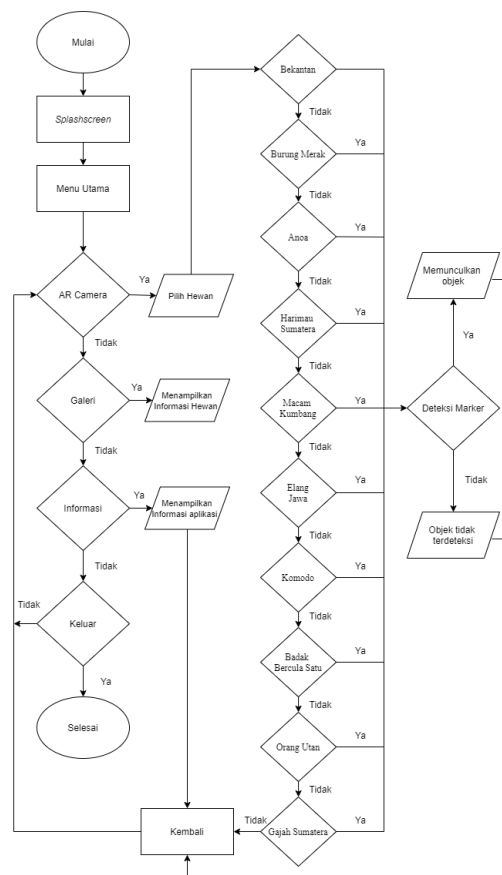 Mulai
Splashscreen
Menu Utama
AR Camera
Ya
Pilih Hewan
Tidak
Galeri
Ya
Menampilkan
Informasi Hewan
Tidak
Informasi
Ya
Menampilkan
Informasi aplikasi
Tidak
Keluar
Tidak
Ya
Selesai
Kembali
Bekantan
Tidak
Burung Merak
Ya
Tidak
Anoa
Ya
Tidak
Harimau
Sumatera
Ya
Tidak
Macam
Kumbang
Ya
Tidak
Elang
Jawa
Ya
Tidak
Komodo
Ya
Tidak
Badak
Bercula Satu
Ya
Tidak
Orang Utan
Ya
Tidak
Gajah Sumatera
Ya
Tidak
Memunculkan
objek
Ya
Deteksi Marker
Tidak
Objek tidak
terdeteksi